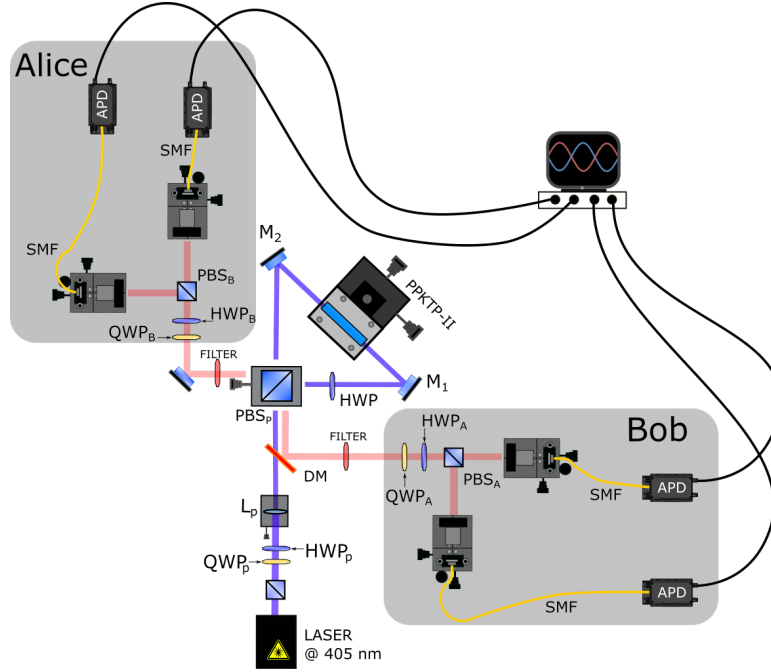 Alice
APD
APD
SMF
SMF
M2
PBSB
HWPB
QWPB
FILTER
PPKTP-II
M1
HWP
PBSP
HWPA
Bob
FILTER
DM
QWPA
PBSA
SMF
APD
Lp
HWPp
QWPp
SMF
APD
LASER
@ 405 nm